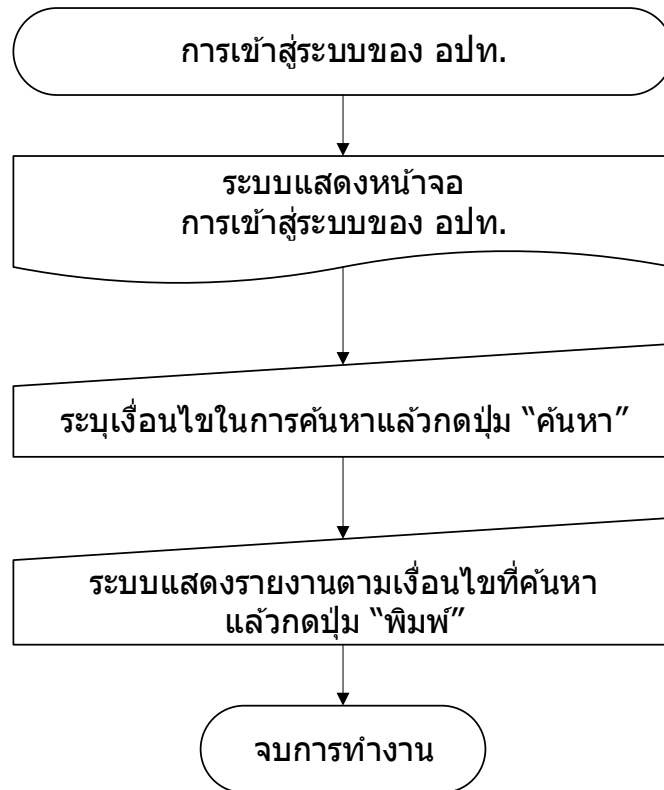 การเข้าสู่ระบบของ อปท.
ระบบแสดงหน้าจอ
การเข้าสู่ระบบของ อปท.
ระบุเงื่อนไขในการค้นหาแล้วกดปุ่ม “ค้นหา”
ระบบแสดงรายงานตามเงื่อนไขที่ค้นหา
แล้วกดปุ่ม “พิมพ์”
จบการทำงาน